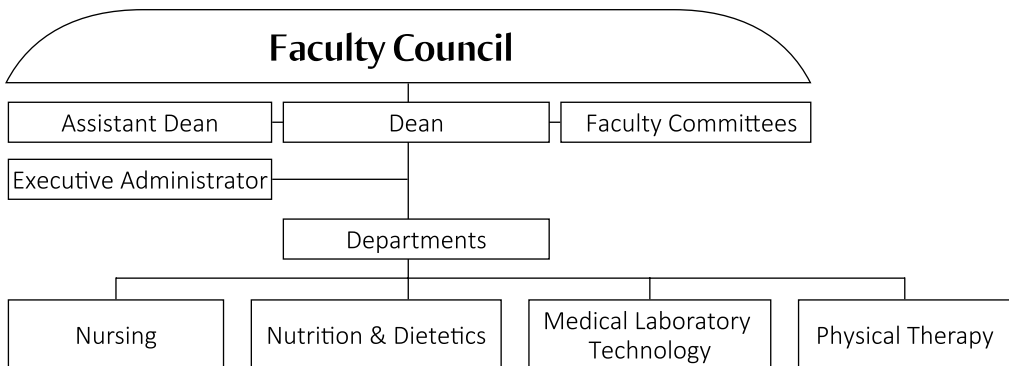 Faculty Council
Assistant Dean
Dean
Faculty Committees
Executive Administrator
Departments
Nursing
Nutrition & Dietetics
Medical Laboratory
Technology
Physical Therapy